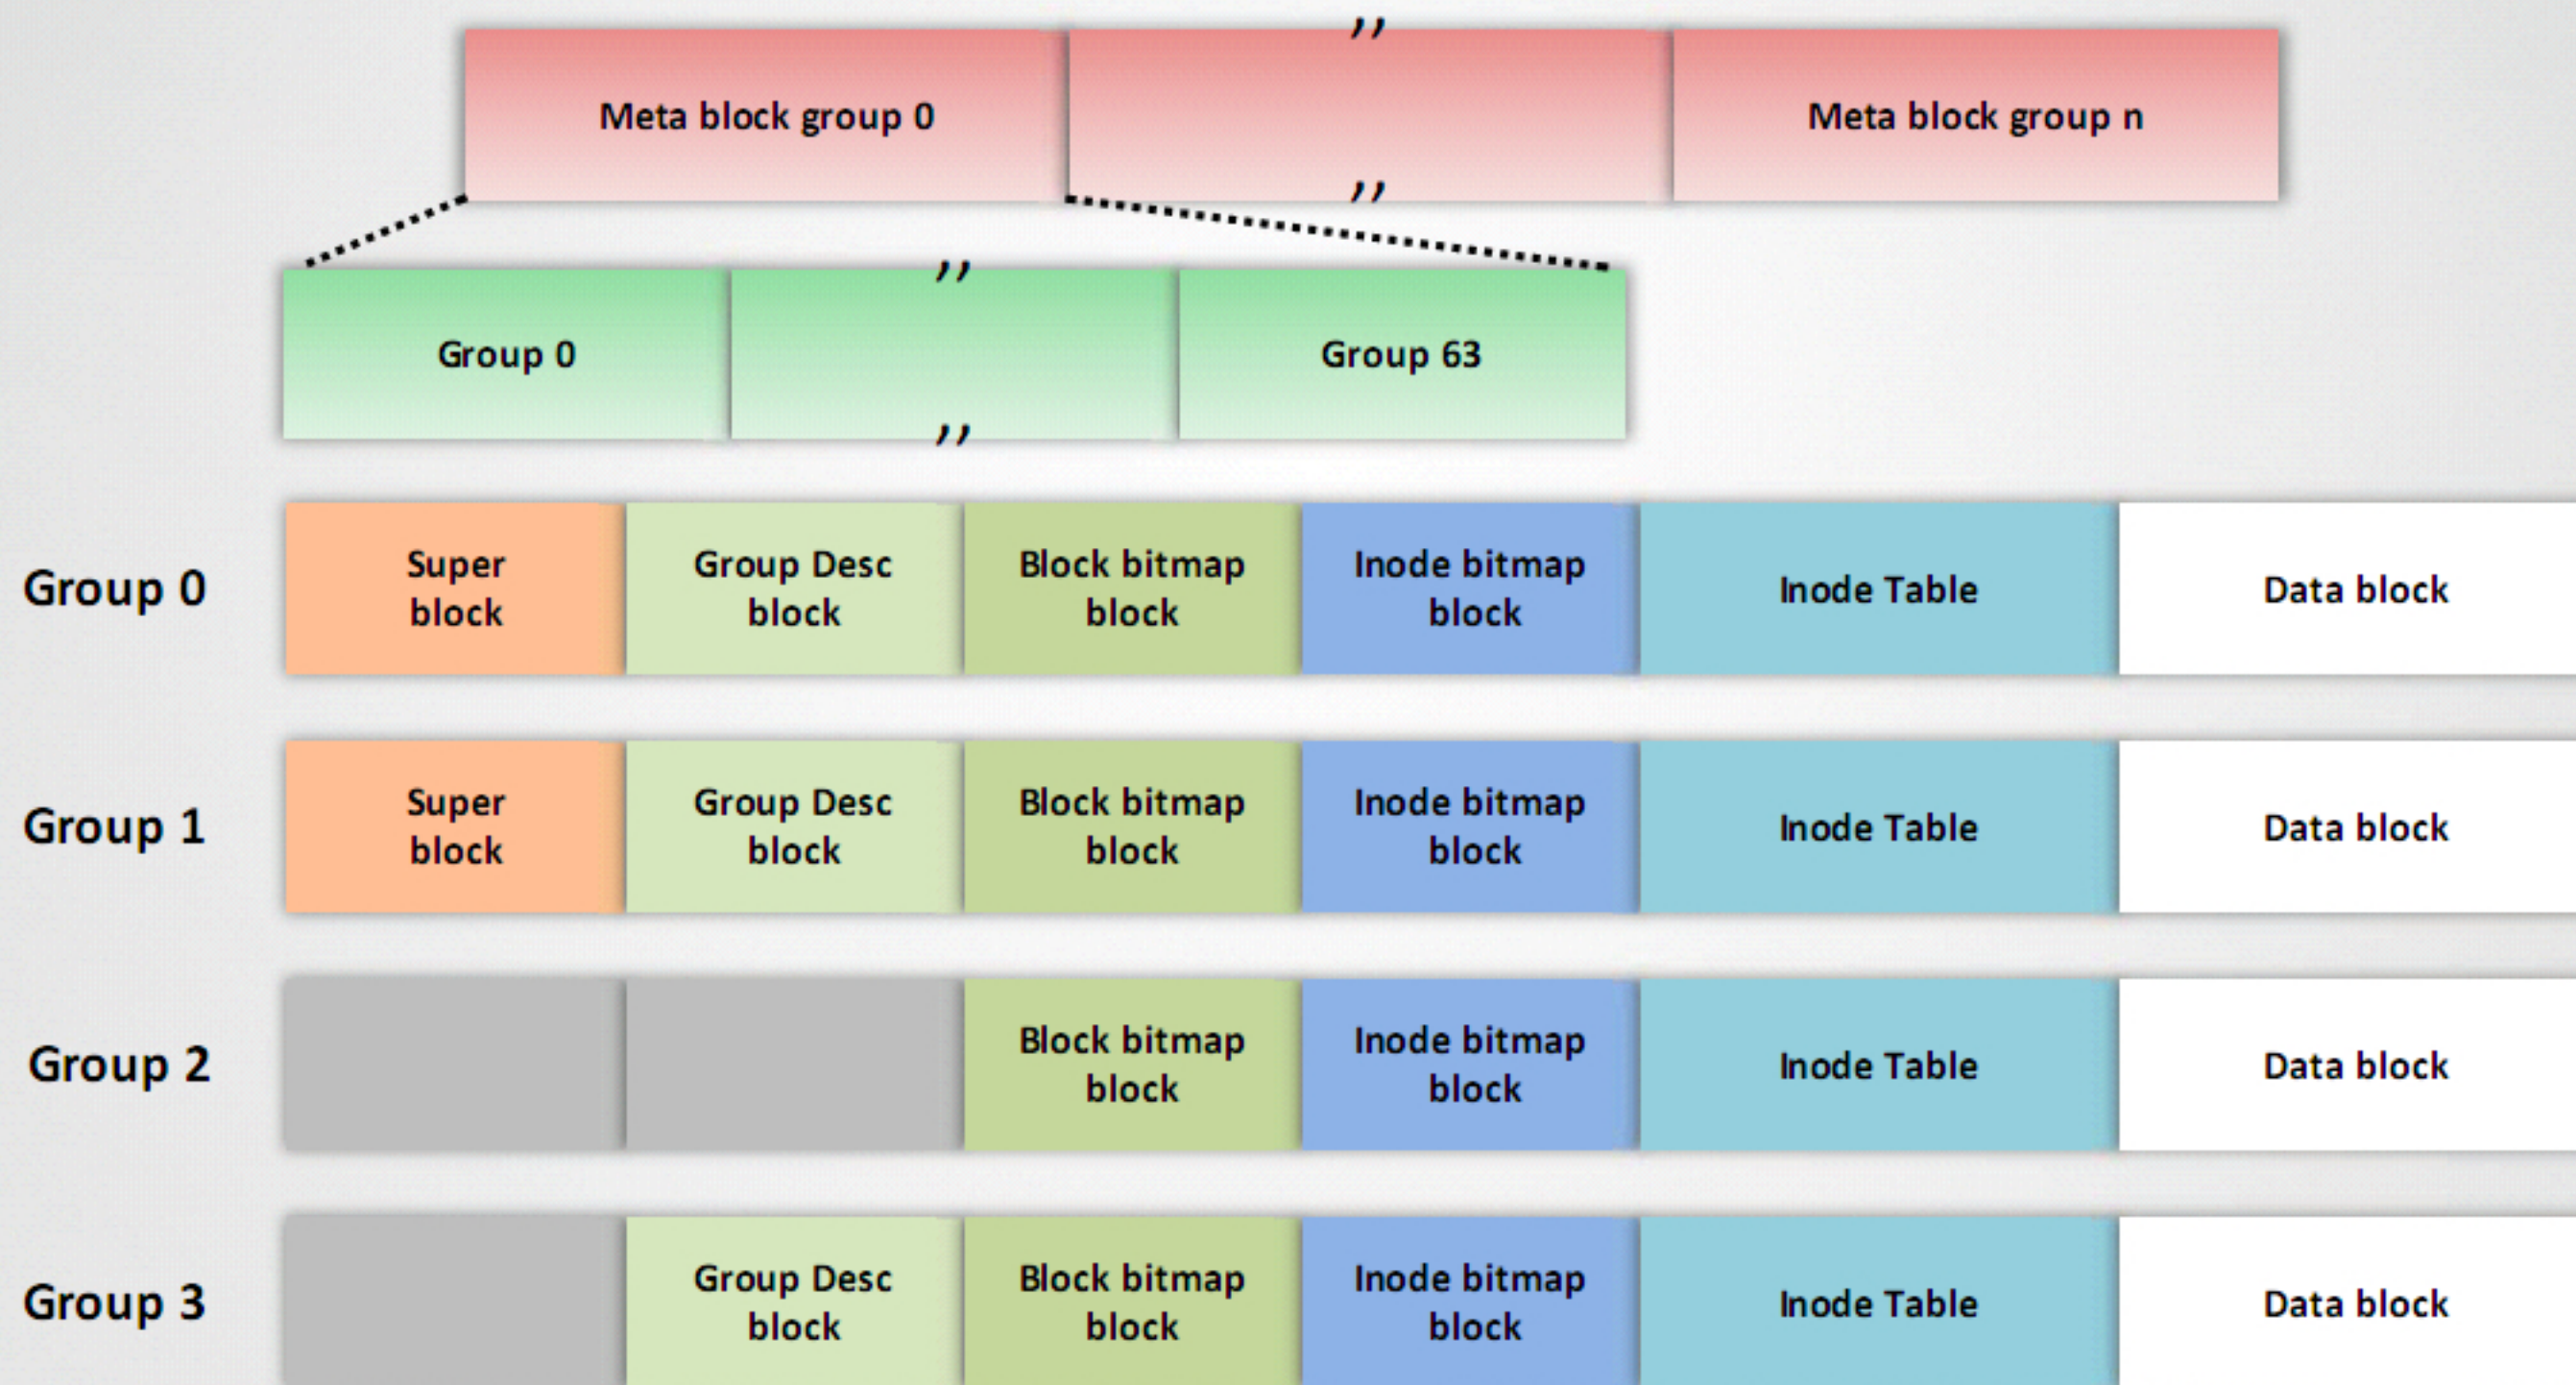 ,,
Meta block group 0
Meta block group n
,,
,,
Group 0
Group 63
,,
Group 0
Super
block
Group Desc
block
Block bitmap
block
Inode bitmap
block
Inode Table
Data block
Group 1
Super
block
Group Desc
block
Block bitmap
block
Inode bitmap
block
Inode Table
Data block
Group 2
Block bitmap
block
Inode bitmap
block
Inode Table
Data block
Group 3
Group Desc
block
Block bitmap
block
Inode bitmap
block
Inode Table
Data block